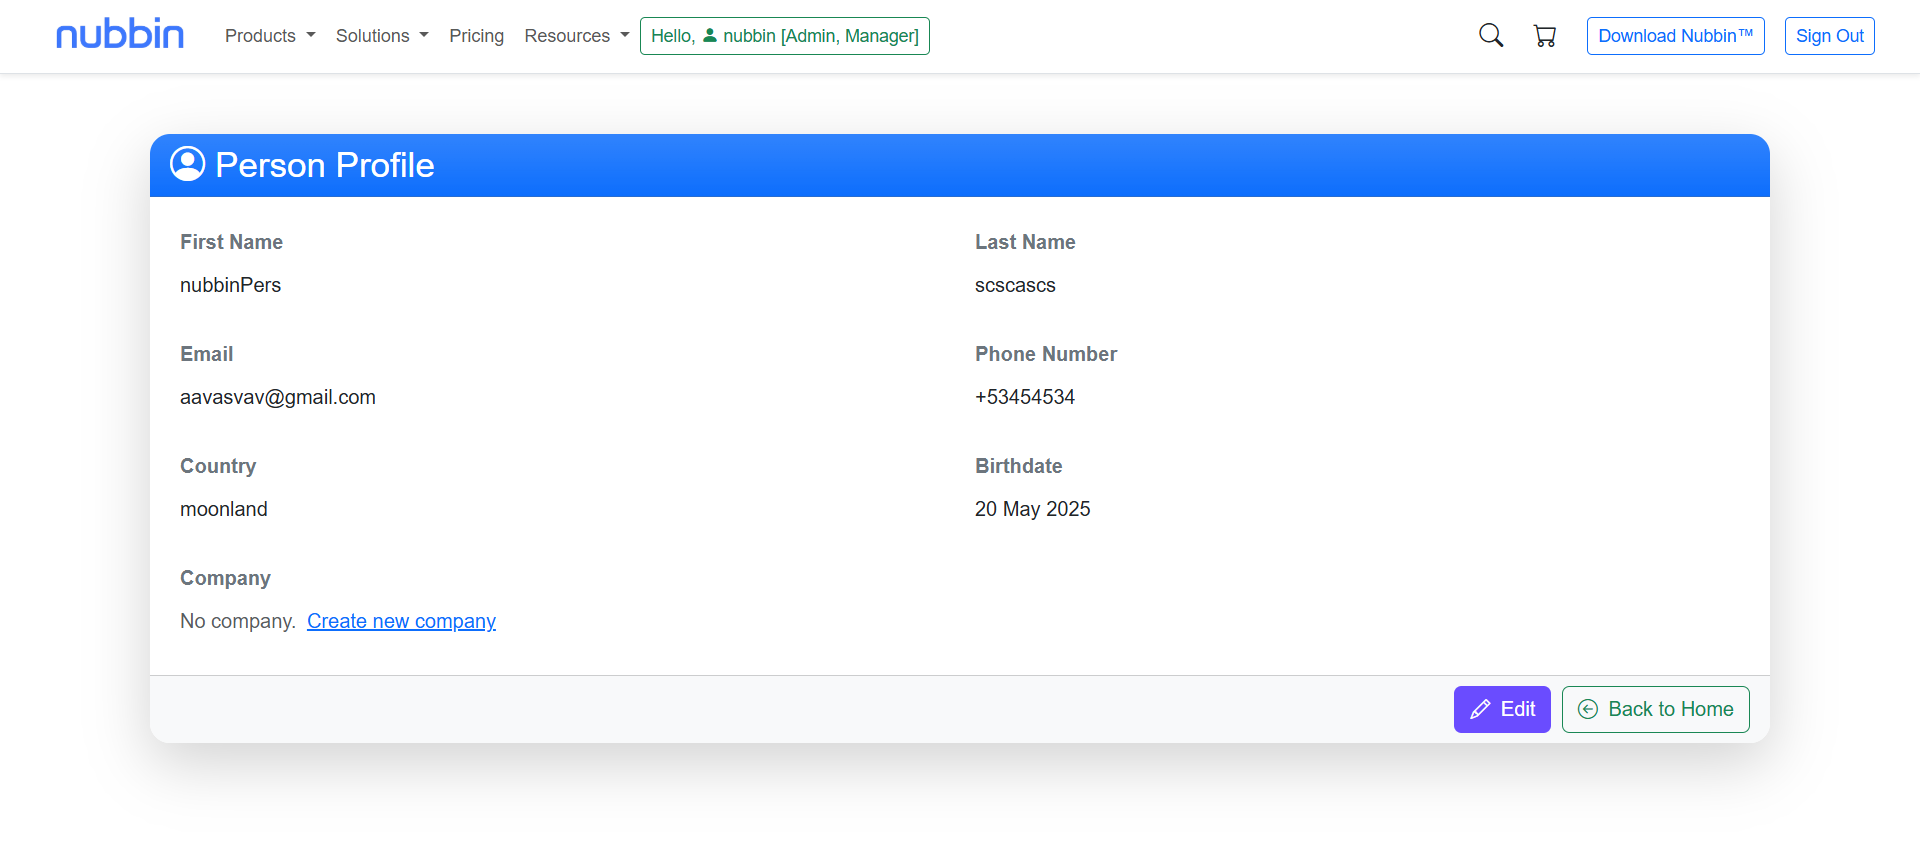 nubbin Products Solutions Pricing Resources Hello, nubbin [Admin, Manager] Download Nubbin™ Sign Out
Person Profile
First Name Last Name
nubbinPers scscascs
Email Phone Number
aavasvav@gmail.com +53454534
Country Birthdate
moonland 20 May 2025
Company
No company. Create new company
Edit Back to Home